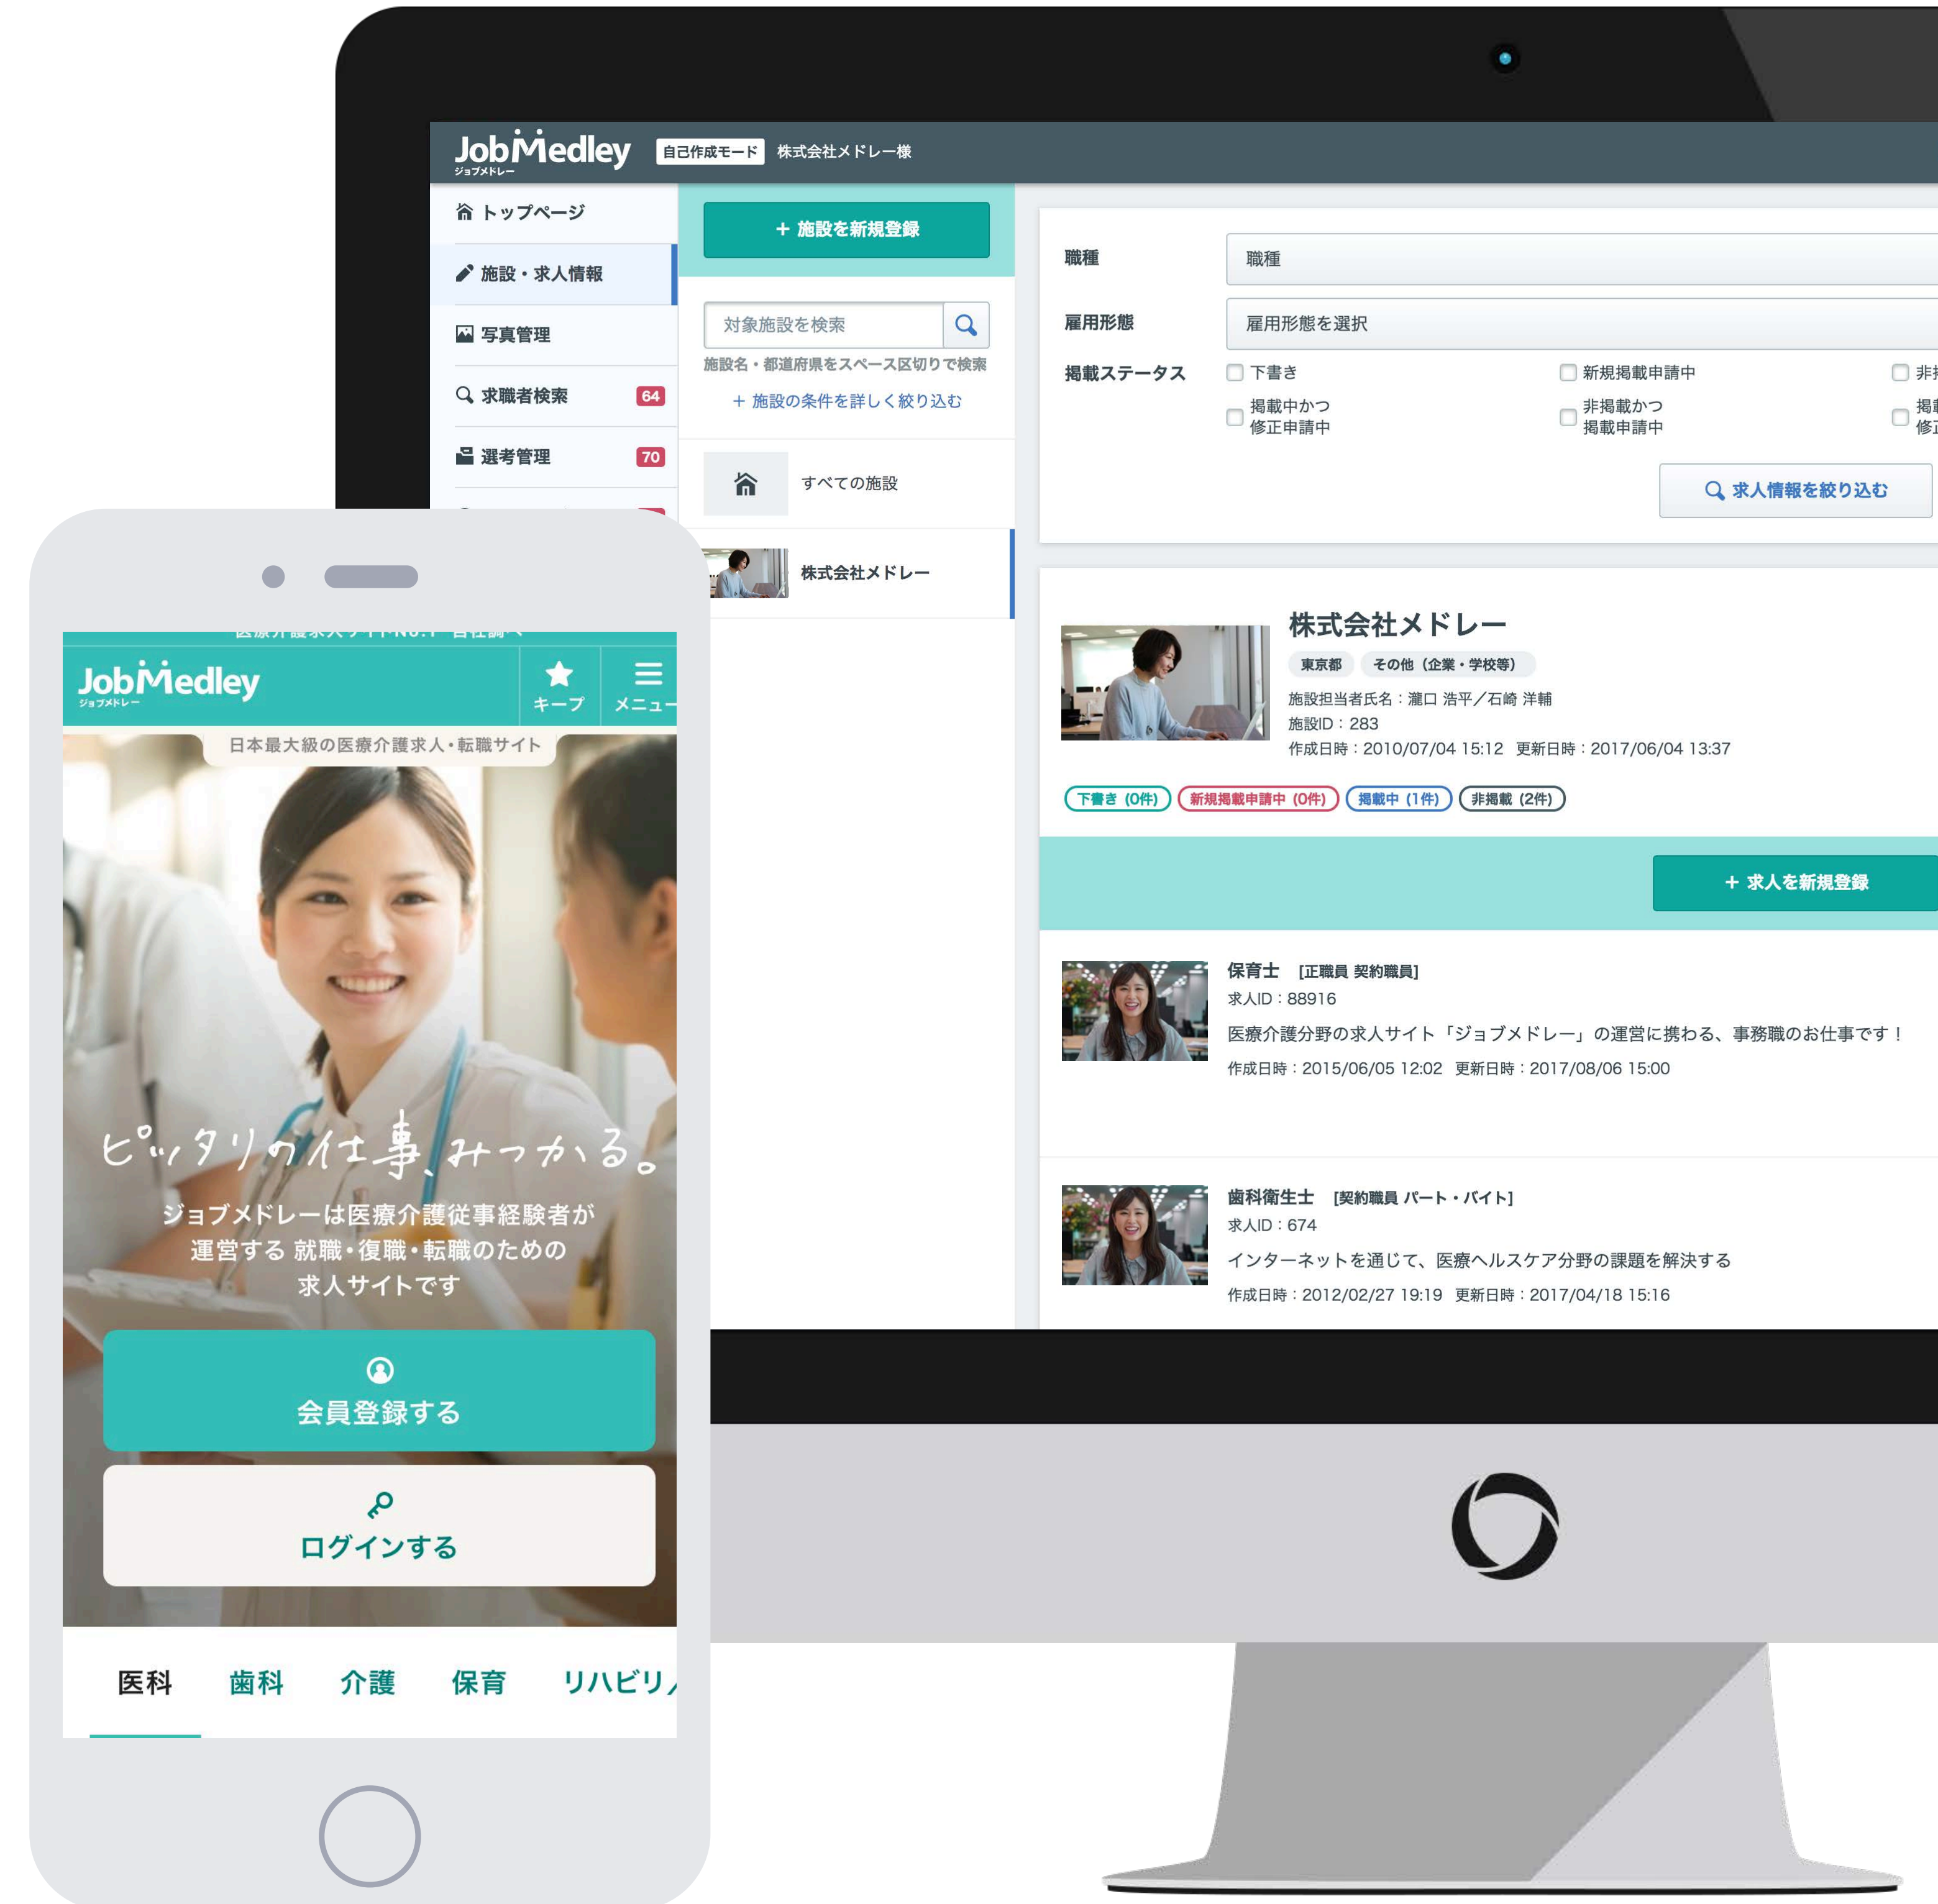 JobMedley
ジョブメドレー
自己作成モード 株式会社メドレー様
トップページ
施設・求人情報
写真管理
求職者検索 64
選考管理 70
+ 施設を新規登録
対象施設を検索
施設名・都道府県をスペース区切りで検索
+ 施設の条件を詳しく絞り込む
すべての施設
株式会社メドレー
職種 職種
雇用形態 雇用形態を選択
掲載ステータス 下書き 新規掲載申請中
掲載中かつ
修正申請中
非掲載かつ
掲載申請中
求人情報を絞り込む
株式会社メドレー
東京都 その他（企業・学校等）
施設担当者氏名：瀧口 浩平／石崎 洋輔
施設ID：283
作成日時：2010/07/04 15:12 更新日時：2017/06/04 13:37
下書き (0件) 新規掲載申請中 (0件) 掲載中 (1件) 非掲載 (2件)
+ 求人を新規登録
保育士 [正職員 契約職員]
求人ID：88916
医療介護分野の求人サイト「ジョブメドレー」の運営に携わる、事務職のお仕事です！
作成日時：2015/06/05 12:02 更新日時：2017/08/06 15:00
歯科衛生士 [契約職員 パート・バイト]
求人ID：674
インターネットを通じて、医療ヘルスケア分野の課題を解決する
作成日時：2012/02/27 19:19 更新日時：2017/04/18 15:16
JobMedley
ジョブメドレー
キープ
メニュー
日本最大級の医療介護求人・転職サイト
ピッタリの仕事、みつかる。
ジョブメドレーは医療介護従事経験者が
運営する 就職・復職・転職のための
求人サイトです
会員登録する
ログインする
医科 歯科 介護 保育 リハビリ